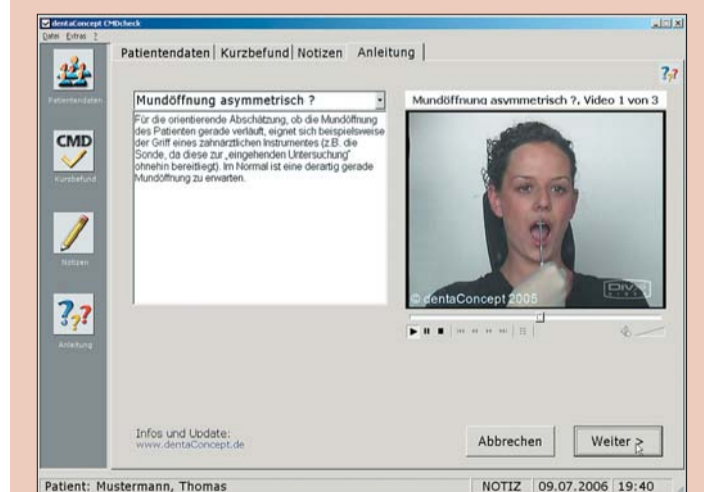 dentaConcept CMDcheck
Datei Extras ?
Patientendaten Kurzbefund Notizen Anleitung
???
Patientendaten
CMD
Kurzbefund
Notizen
???
Anleitung
Mundöffnung asymmetrisch ?
Für die orientierende Abschätzung, ob die Mundöffnung
des Patienten gerade verläuft, eignet sich beispielsweise
der Griff eines zahnärztlichen Instrumentes (z.B. die
Sonde, da diese zur „eingehenden Untersuchung"
ohnehin bereitliegt). Im Normal ist eine derartig gerade
Mundöffnung zu erwarten.
Mundöffnung asymmetrisch ?, Video 1 von 3
© dentaConcept 2005
DIVX
VIDEO
Infos und Update:
www.dentaConcept.de
Abbrechen
Weiter >
Patient: Mustermann, Thomas
NOTIZ 09.07.2006 19:40